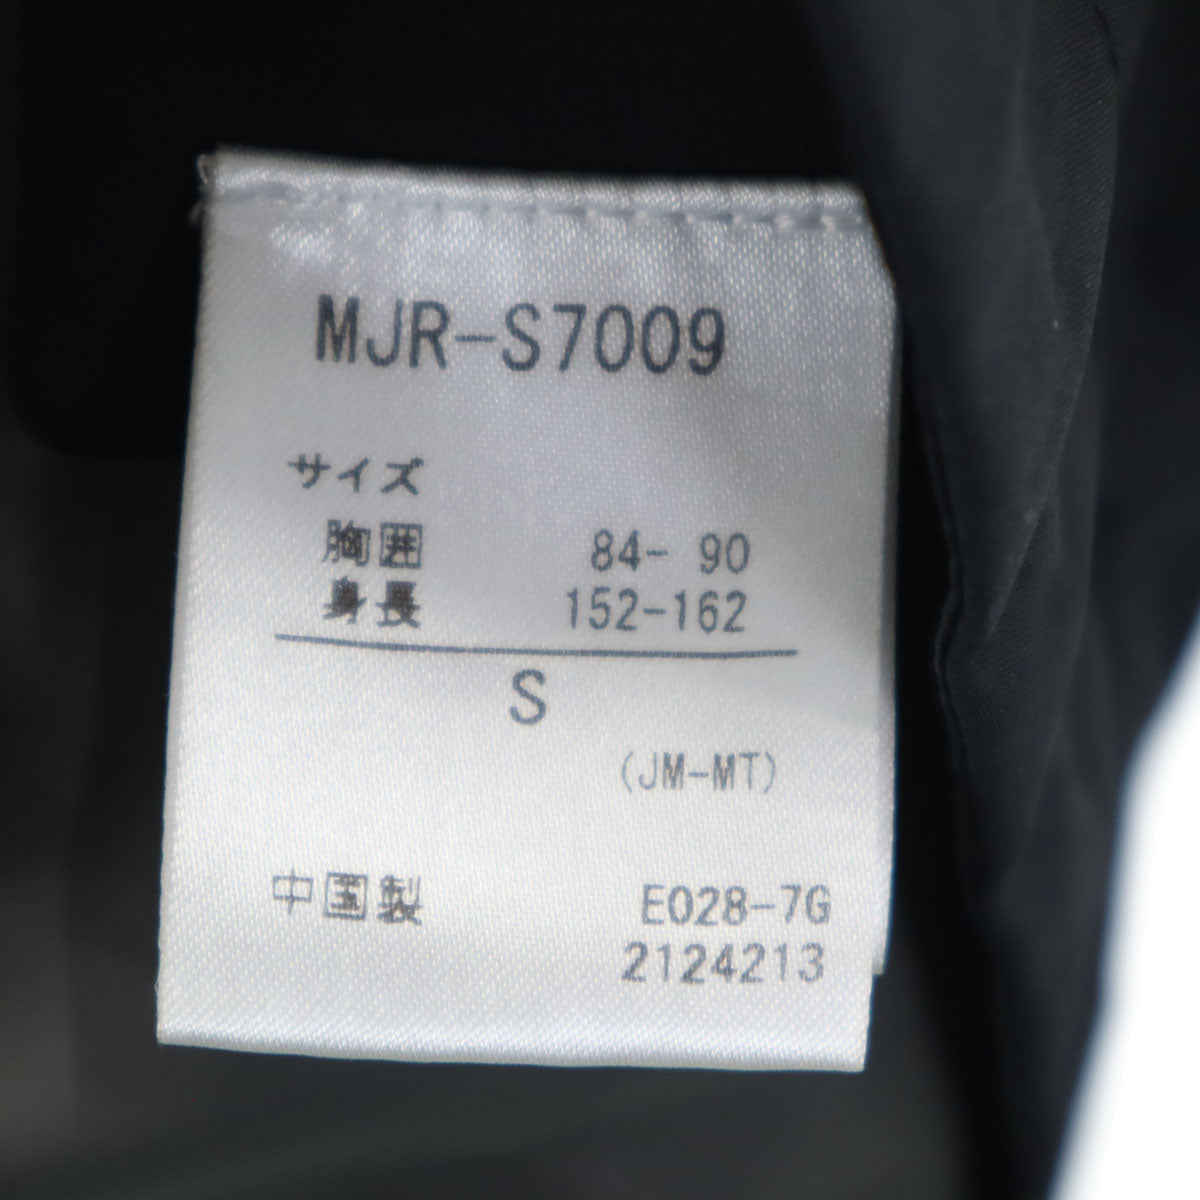 MJR-S7009
サイズ
胸囲 84- 90
身長 152-162
S
(JM-MT)
中国製 E028-7G
2124213